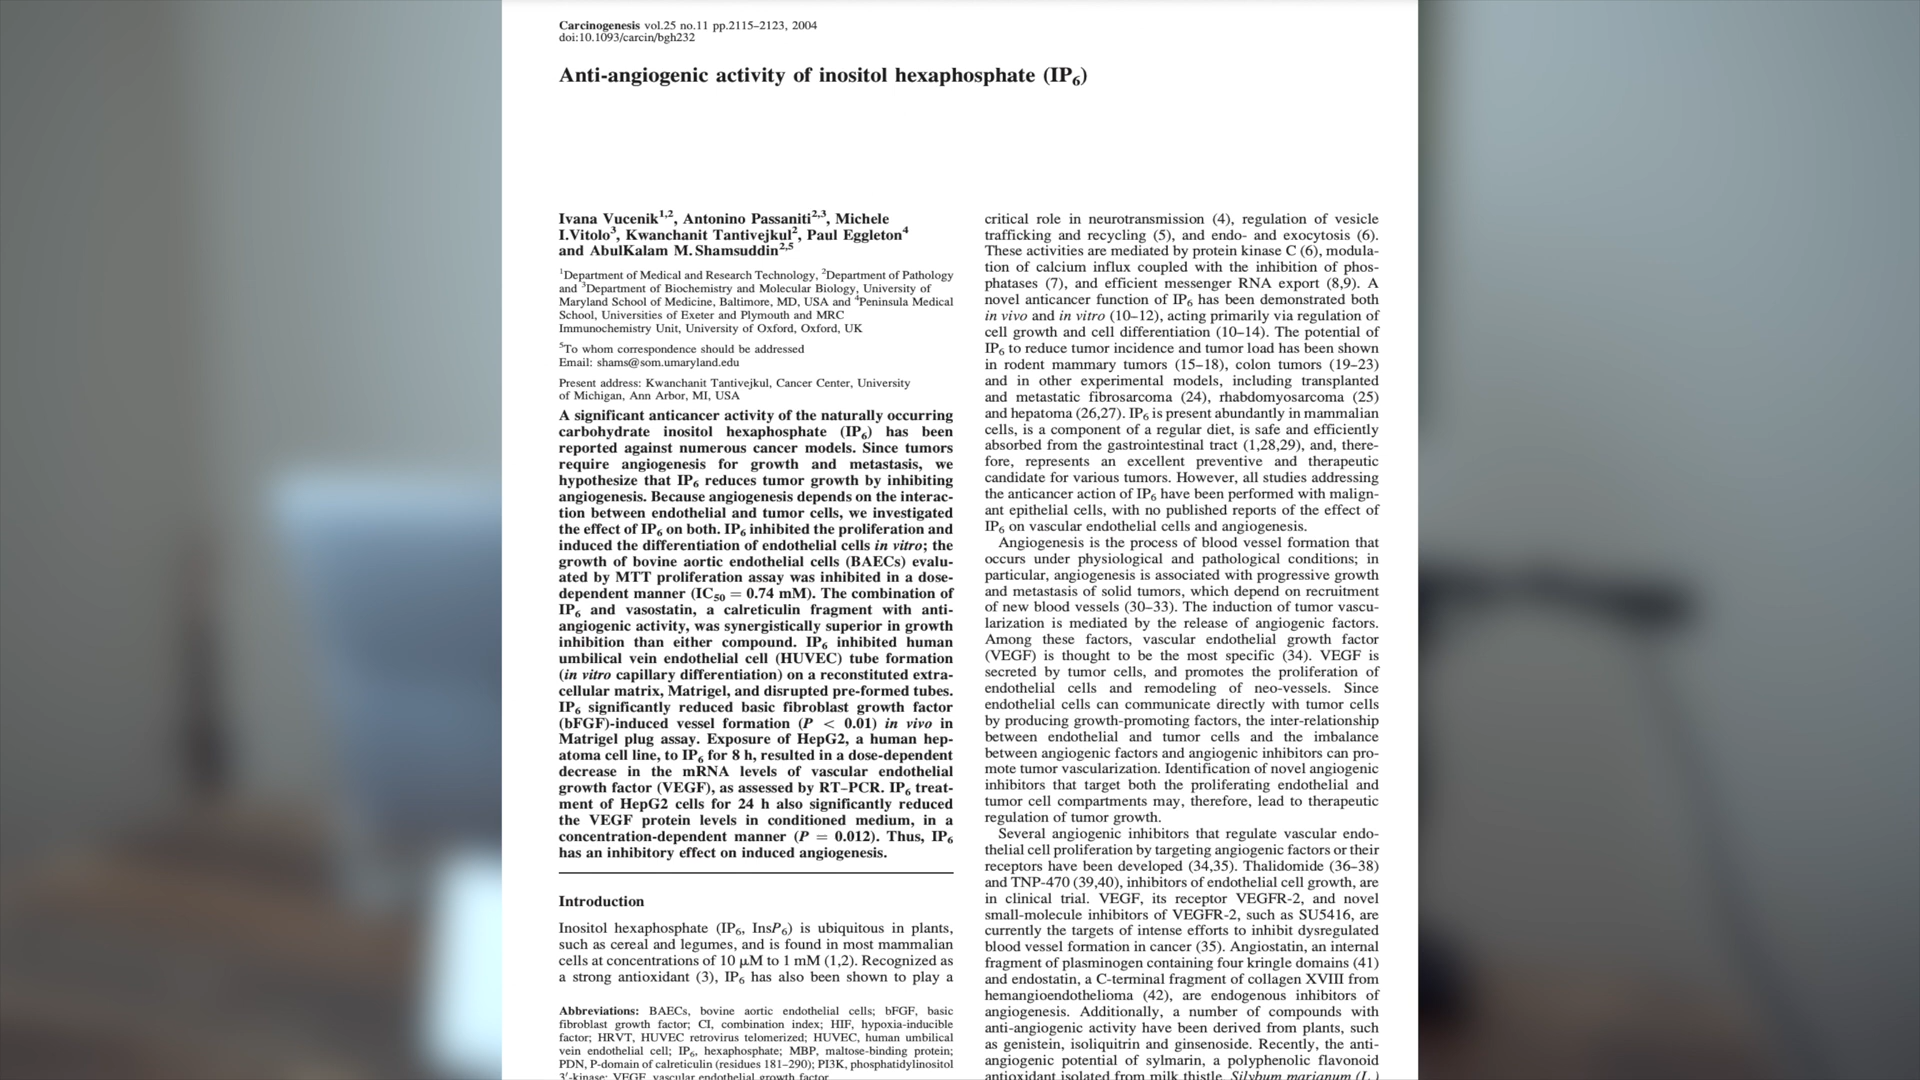 Carcinogenesis vol.25 no.11 pp.2115–2123, 2004
doi:10.1093/carcin/bgh232
Anti-angiogenic activity of inositol hexaphosphate (IP6)
Ivana Vucenik1,2, Antonino Passaniti2,3, Michele
I.Vitolo3, Kwanchanit Tantivejkul2, Paul Eggleton4
and AbulKalam M.Shamsuddin2,5
1Department of Medical and Research Technology, 2Department of Pathology
and 3Department of Biochemistry and Molecular Biology, University of
Maryland School of Medicine, Baltimore, MD, USA and 4Peninsula Medical
School, Universities of Exeter and Plymouth and MRC
Immunochemistry Unit, University of Oxford, Oxford, UK
5To whom correspondence should be addressed
Email: shams@som.umaryland.edu
Present address: Kwanchanit Tantivejkul, Cancer Center, University
of Michigan, Ann Arbor, MI, USA
A significant anticancer activity of the naturally occurring
carbohydrate inositol hexaphosphate (IP6) has been
reported against numerous cancer models. Since tumors
require angiogenesis for growth and metastasis, we
hypothesize that IP6 reduces tumor growth by inhibiting
angiogenesis. Because angiogenesis depends on the interac-
tion between endothelial and tumor cells, we investigated
the effect of IP6 on both. IP6 inhibited the proliferation and
induced the differentiation of endothelial cells in vitro; the
growth of bovine aortic endothelial cells (BAECs) evalu-
ated by MTT proliferation assay was inhibited in a dose-
dependent manner (IC50 = 0.74 mM). The combination of
IP6 and vasostatin, a calreticulin fragment with anti-
angiogenic activity, was synergistically superior in growth
inhibition than either compound. IP6 inhibited human
umbilical vein endothelial cell (HUVEC) tube formation
(in vitro capillary differentiation) on a reconstituted extra-
cellular matrix, Matrigel, and disrupted pre-formed tubes.
IP6 significantly reduced basic fibroblast growth factor
(bFGF)-induced vessel formation (P < 0.01) in vivo in
Matrigel plug assay. Exposure of HepG2, a human hep-
atoma cell line, to IP6 for 8 h, resulted in a dose-dependent
decrease in the mRNA levels of vascular endothelial
growth factor (VEGF), as assessed by RT–PCR. IP6 treat-
ment of HepG2 cells for 24 h also significantly reduced
the VEGF protein levels in conditioned medium, in a
concentration-dependent manner (P = 0.012). Thus, IP6
has an inhibitory effect on induced angiogenesis.
Introduction
Inositol hexaphosphate (IP6, InsP6) is ubiquitous in plants,
such as cereal and legumes, and is found in most mammalian
cells at concentrations of 10 μM to 1 mM (1,2). Recognized as
a strong antioxidant (3), IP6 has also been shown to play a
Abbreviations: BAECs, bovine aortic endothelial cells; bFGF, basic
fibroblast growth factor; CI, combination index; HIF, hypoxia-inducible
factor; HRVT, HUVEC retrovirus telomerized; HUVEC, human umbilical
vein endothelial cell; IP6, hexaphosphate; MBP, maltose-binding protein;
PDN, P-domain of calreticulin (residues 181–290); PI3K, phosphatidylinositol
3′-kinase; VEGF, vascular endothelial growth factor.
critical role in neurotransmission (4), regulation of vesicle
trafficking and recycling (5), and endo- and exocytosis (6).
These activities are mediated by protein kinase C (6), modula-
tion of calcium influx coupled with the inhibition of phos-
phatases (7), and efficient messenger RNA export (8,9). A
novel anticancer function of IP6 has been demonstrated both
in vivo and in vitro (10–12), acting primarily via regulation of
cell growth and cell differentiation (10–14). The potential of
IP6 to reduce tumor incidence and tumor load has been shown
in rodent mammary tumors (15–18), colon tumors (19–23)
and in other experimental models, including transplanted
and metastatic fibrosarcoma (24), rhabdomyosarcoma (25)
and hepatoma (26,27). IP6 is present abundantly in mammalian
cells, is a component of a regular diet, is safe and efficiently
absorbed from the gastrointestinal tract (1,28,29), and, there-
fore, represents an excellent preventive and therapeutic
candidate for various tumors. However, all studies addressing
the anticancer action of IP6 have been performed with malign-
ant epithelial cells, with no published reports of the effect of
IP6 on vascular endothelial cells and angiogenesis.
Angiogenesis is the process of blood vessel formation that
occurs under physiological and pathological conditions; in
particular, angiogenesis is associated with progressive growth
and metastasis of solid tumors, which depend on recruitment
of new blood vessels (30–33). The induction of tumor vascu-
larization is mediated by the release of angiogenic factors.
Among these factors, vascular endothelial growth factor
(VEGF) is thought to be the most specific (34). VEGF is
secreted by tumor cells, and promotes the proliferation of
endothelial cells and remodeling of neo-vessels. Since
endothelial cells can communicate directly with tumor cells
by producing growth-promoting factors, the inter-relationship
between endothelial and tumor cells and the imbalance
between angiogenic factors and angiogenic inhibitors can pro-
mote tumor vascularization. Identification of novel angiogenic
inhibitors that target both the proliferating endothelial and
tumor cell compartments may, therefore, lead to therapeutic
regulation of tumor growth.
Several angiogenic inhibitors that regulate vascular endo-
thelial cell proliferation by targeting angiogenic factors or their
receptors have been developed (34,35). Thalidomide (36–38)
and TNP-470 (39,40), inhibitors of endothelial cell growth, are
in clinical trial. VEGF, its receptor VEGFR-2, and novel
small-molecule inhibitors of VEGFR-2, such as SU5416, are
currently the targets of intense efforts to inhibit dysregulated
blood vessel formation in cancer (35). Angiostatin, an internal
fragment of plasminogen containing four kringle domains (41)
and endostatin, a C-terminal fragment of collagen XVIII from
hemangioendothelioma (42), are endogenous inhibitors of
angiogenesis. Additionally, a number of compounds with
anti-angiogenic activity have been derived from plants, such
as genistein, isoliquitin and ginsenoside. Recently, the anti-
angiogenic potential of sylmarin, a polyphenolic flavonoid
antioxidant isolated from milk thistle, Silybum marianum (L.)